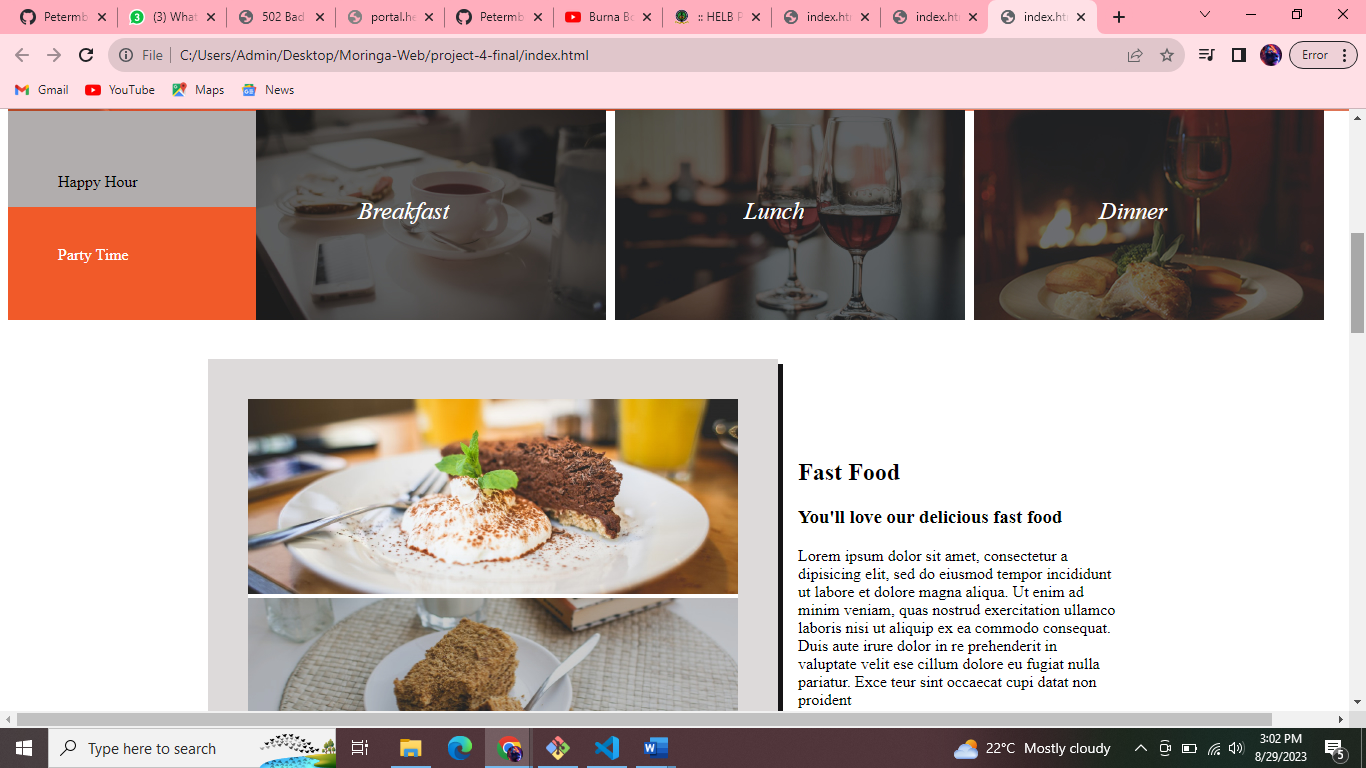 Petermb
(3) What
502 Bad
portal.he
Petermb
Burna Bo
:: HELB P
index.htm
index.htm
index.htm
File
C:/Users/Admin/Desktop/Moringa-Web/project-4-final/index.html
Error
Gmail
YouTube
Maps
News
Happy Hour
Party Time
Breakfast
Lunch
Dinner
Fast Food
You'll love our delicious fast food
Lorem ipsum dolor sit amet, consectetur a
dipisicing elit, sed do eiusmod tempor incididunt
ut labore et dolore magna aliqua. Ut enim ad
minim veniam, quas nostrud exercitation ullamco
laboris nisi ut aliquip ex ea commodo consequat.
Duis aute irure dolor in re prehenderit in
valuptate velit ese cillum dolore eu fugiat nulla
pariatur. Exce teur sint occaecat cupi datat non
proident
Type here to search
22°C Mostly cloudy
3:02 PM
8/29/2023
5